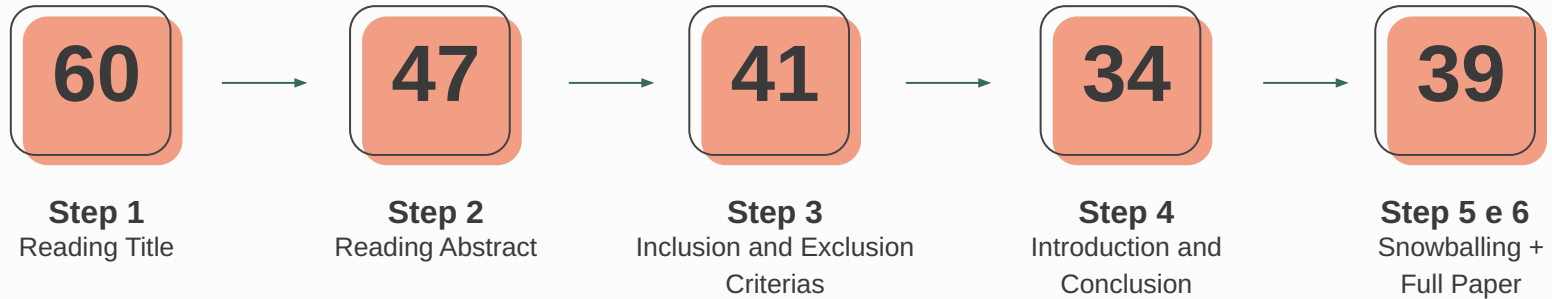 60
Step 1
Reading Title
47
Step 2
Reading Abstract
41
Step 3
Inclusion and Exclusion
Criterias
34
Step 4
Introduction and
Conclusion
39
Step 5 e 6
Snowballing +
Full Paper